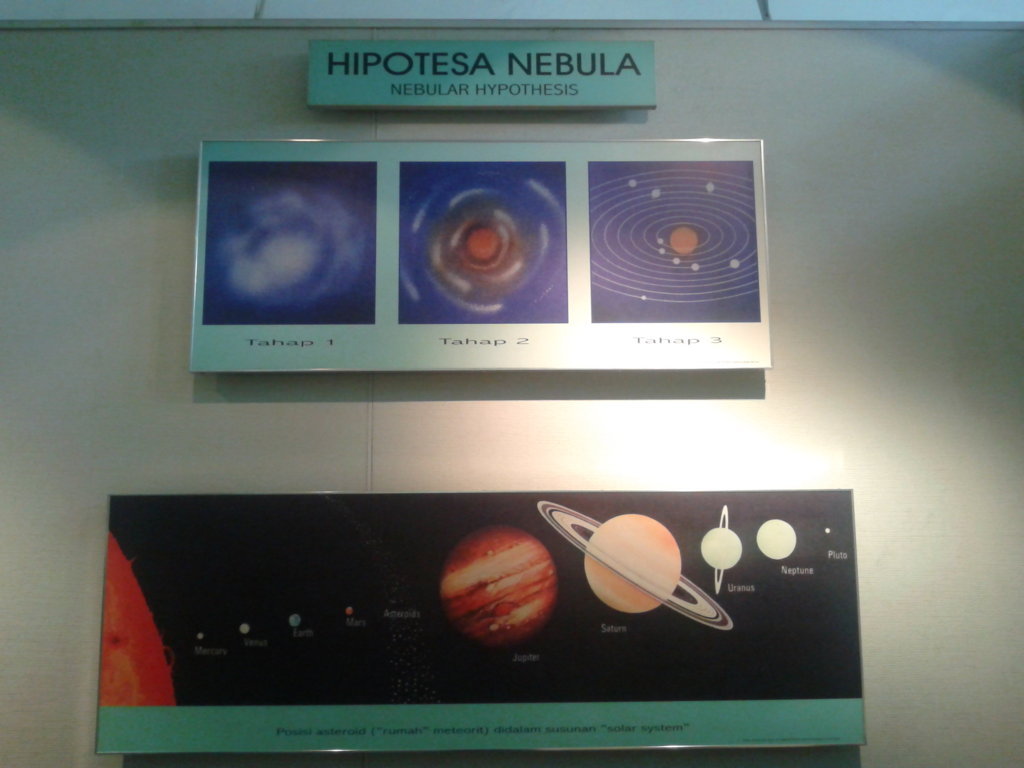 HIPOTESA NEBULA
NEBULAR HYPOTHESIS
Tahap 1
Tahap 2
Tahap 3
Mercury
Venus
Earth
Mars
Asteroids
Jupiter
Saturn
Uranus
Neptune
Pluto
Posisi asteroid ("rumah" meteorit) didalam susunan "solar system"